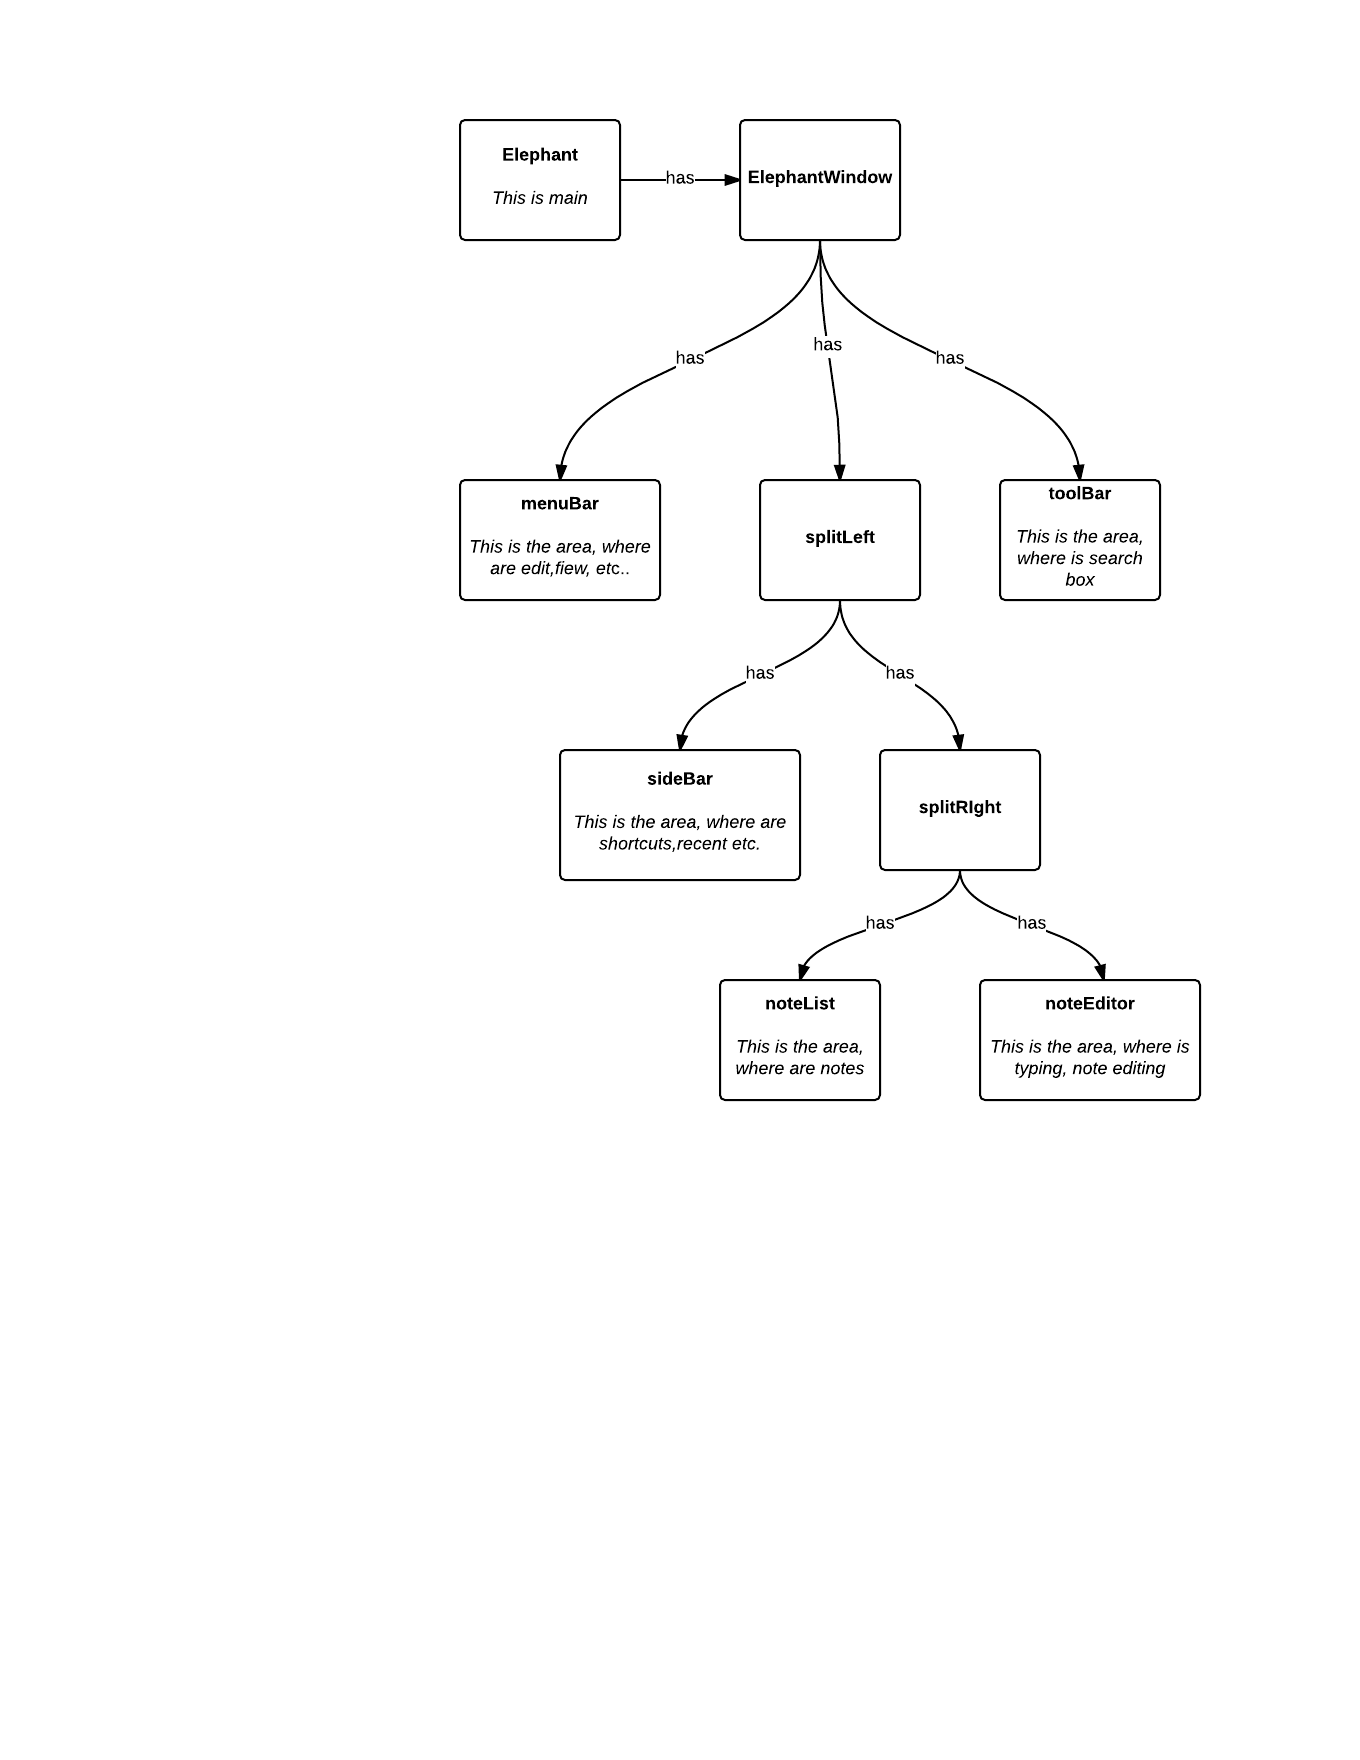 Elephant
This is main
has
ElephantWindow
has
has
has
menuBar
This is the area, where
are edit,fiew, etc..
splitLeft
toolBar
This is the area,
where is search
box
has
has
sideBar
This is the area, where are
shortcuts,recent etc.
splitRIght
has
has
noteList
This is the area,
where are notes
noteEditor
This is the area, where is
typing, note editing